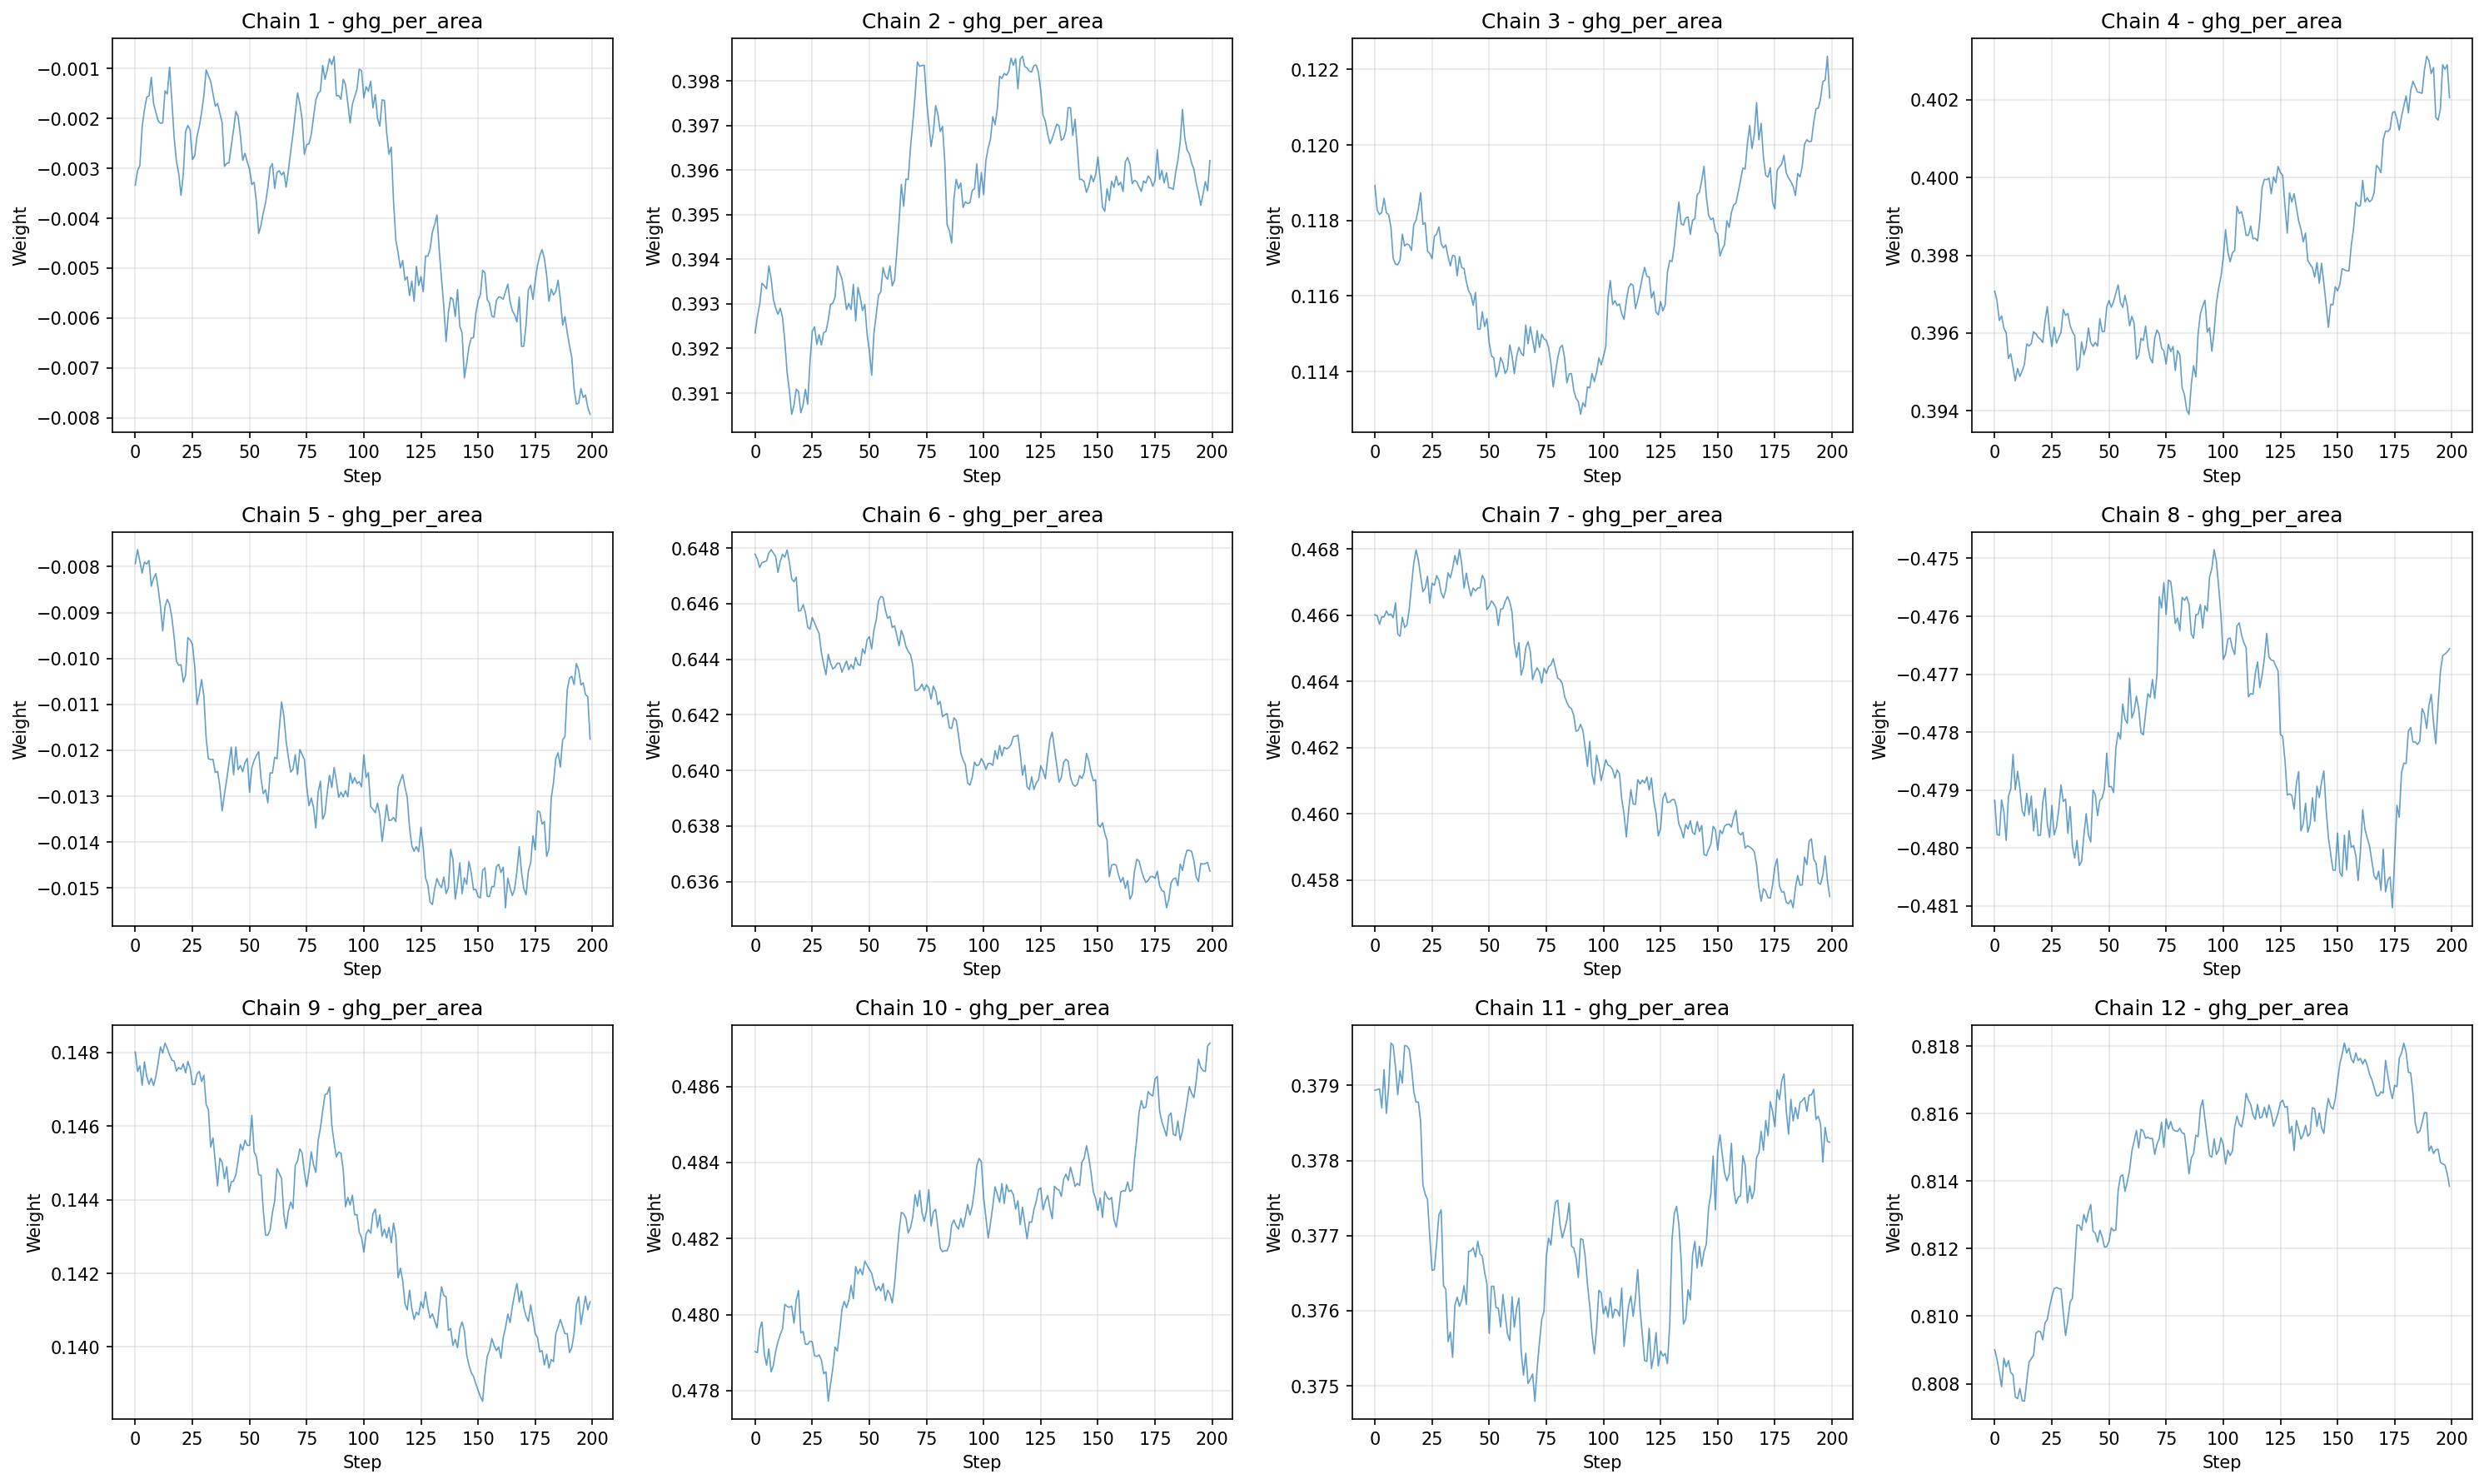 Chain 1 - ghg_per_area
Weight
−0.001
−0.002
−0.003
−0.004
−0.005
−0.006
−0.007
−0.008
0 25 50 75 100 125 150 175 200
Step
Chain 2 - ghg_per_area
Weight
0.398
0.397
0.396
0.395
0.394
0.393
0.392
0.391
0 25 50 75 100 125 150 175 200
Step
Chain 3 - ghg_per_area
Weight
0.122
0.120
0.118
0.116
0.114
0 25 50 75 100 125 150 175 200
Step
Chain 4 - ghg_per_area
Weight
0.402
0.400
0.398
0.396
0.394
0 25 50 75 100 125 150 175 200
Step
Chain 5 - ghg_per_area
Weight
−0.008
−0.009
−0.010
−0.011
−0.012
−0.013
−0.014
−0.015
0 25 50 75 100 125 150 175 200
Step
Chain 6 - ghg_per_area
Weight
0.648
0.646
0.644
0.642
0.640
0.638
0.636
0 25 50 75 100 125 150 175 200
Step
Chain 7 - ghg_per_area
Weight
0.468
0.466
0.464
0.462
0.460
0.458
0 25 50 75 100 125 150 175 200
Step
Chain 8 - ghg_per_area
Weight
−0.475
−0.476
−0.477
−0.478
−0.479
−0.480
−0.481
0 25 50 75 100 125 150 175 200
Step
Chain 9 - ghg_per_area
Weight
0.148
0.146
0.144
0.142
0.140
0 25 50 75 100 125 150 175 200
Step
Chain 10 - ghg_per_area
Weight
0.486
0.484
0.482
0.480
0.478
0 25 50 75 100 125 150 175 200
Step
Chain 11 - ghg_per_area
Weight
0.379
0.378
0.377
0.376
0.375
0 25 50 75 100 125 150 175 200
Step
Chain 12 - ghg_per_area
Weight
0.818
0.816
0.814
0.812
0.810
0.808
0 25 50 75 100 125 150 175 200
Step